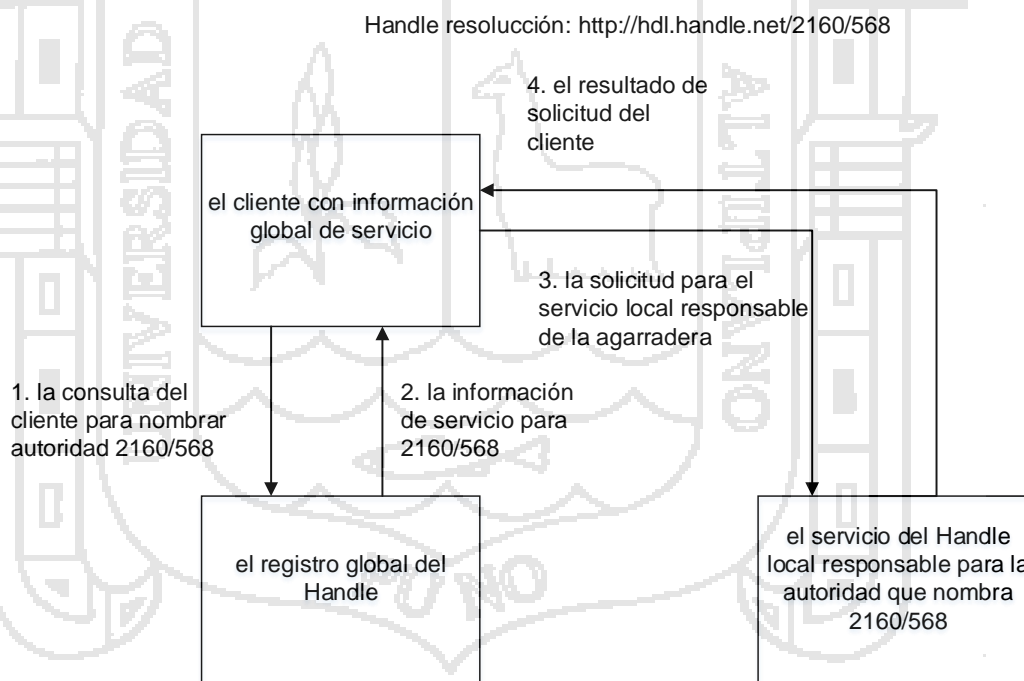 Handle resolucción: http://hdl.handle.net/2160/568
4. el resultado de
solicitud del
cliente
el cliente con información
global de servicio
3. la solicitud para el
servicio local responsable
de la agarradera
1. la consulta del
cliente para nombrar
autoridad 2160/568
2. la información
de servicio para
2160/568
el registro global del
Handle
el servicio del Handle
local responsable para la
autoridad que nombra
2160/568
UNIVERSIDAD
ALTIPLANO
PUNO